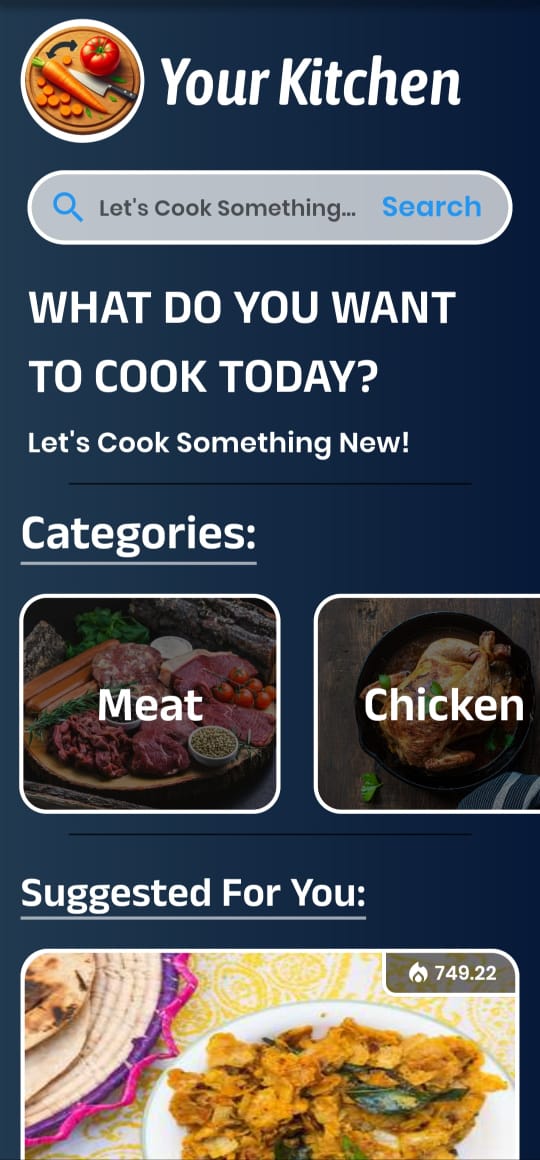 Your Kitchen
Let's Cook Something...
Search
WHAT DO YOU WANT
TO COOK TODAY?
Let's Cook Something New!
Categories:
Meat
Chicken
Suggested For You:
749.22